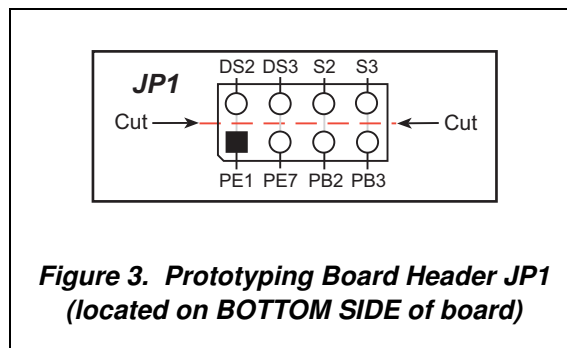 JP1
DS2 DS3 S2 S3
Cut Cut
PE1 PE7 PB2 PB3
Figure 3. Prototyping Board Header JP1
(located on BOTTOM SIDE of board)